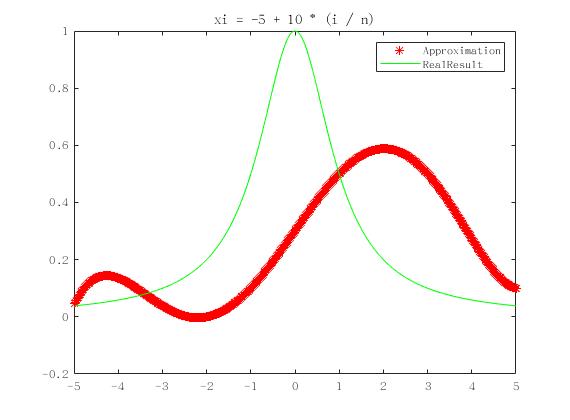 xi = -5 + 10 * (i / n)
1
Approximation
RealResult
0.8
0.6
0.4
0.2
0
-0.2
-5 -4 -3 -2 -1 0 1 2 3 4 5